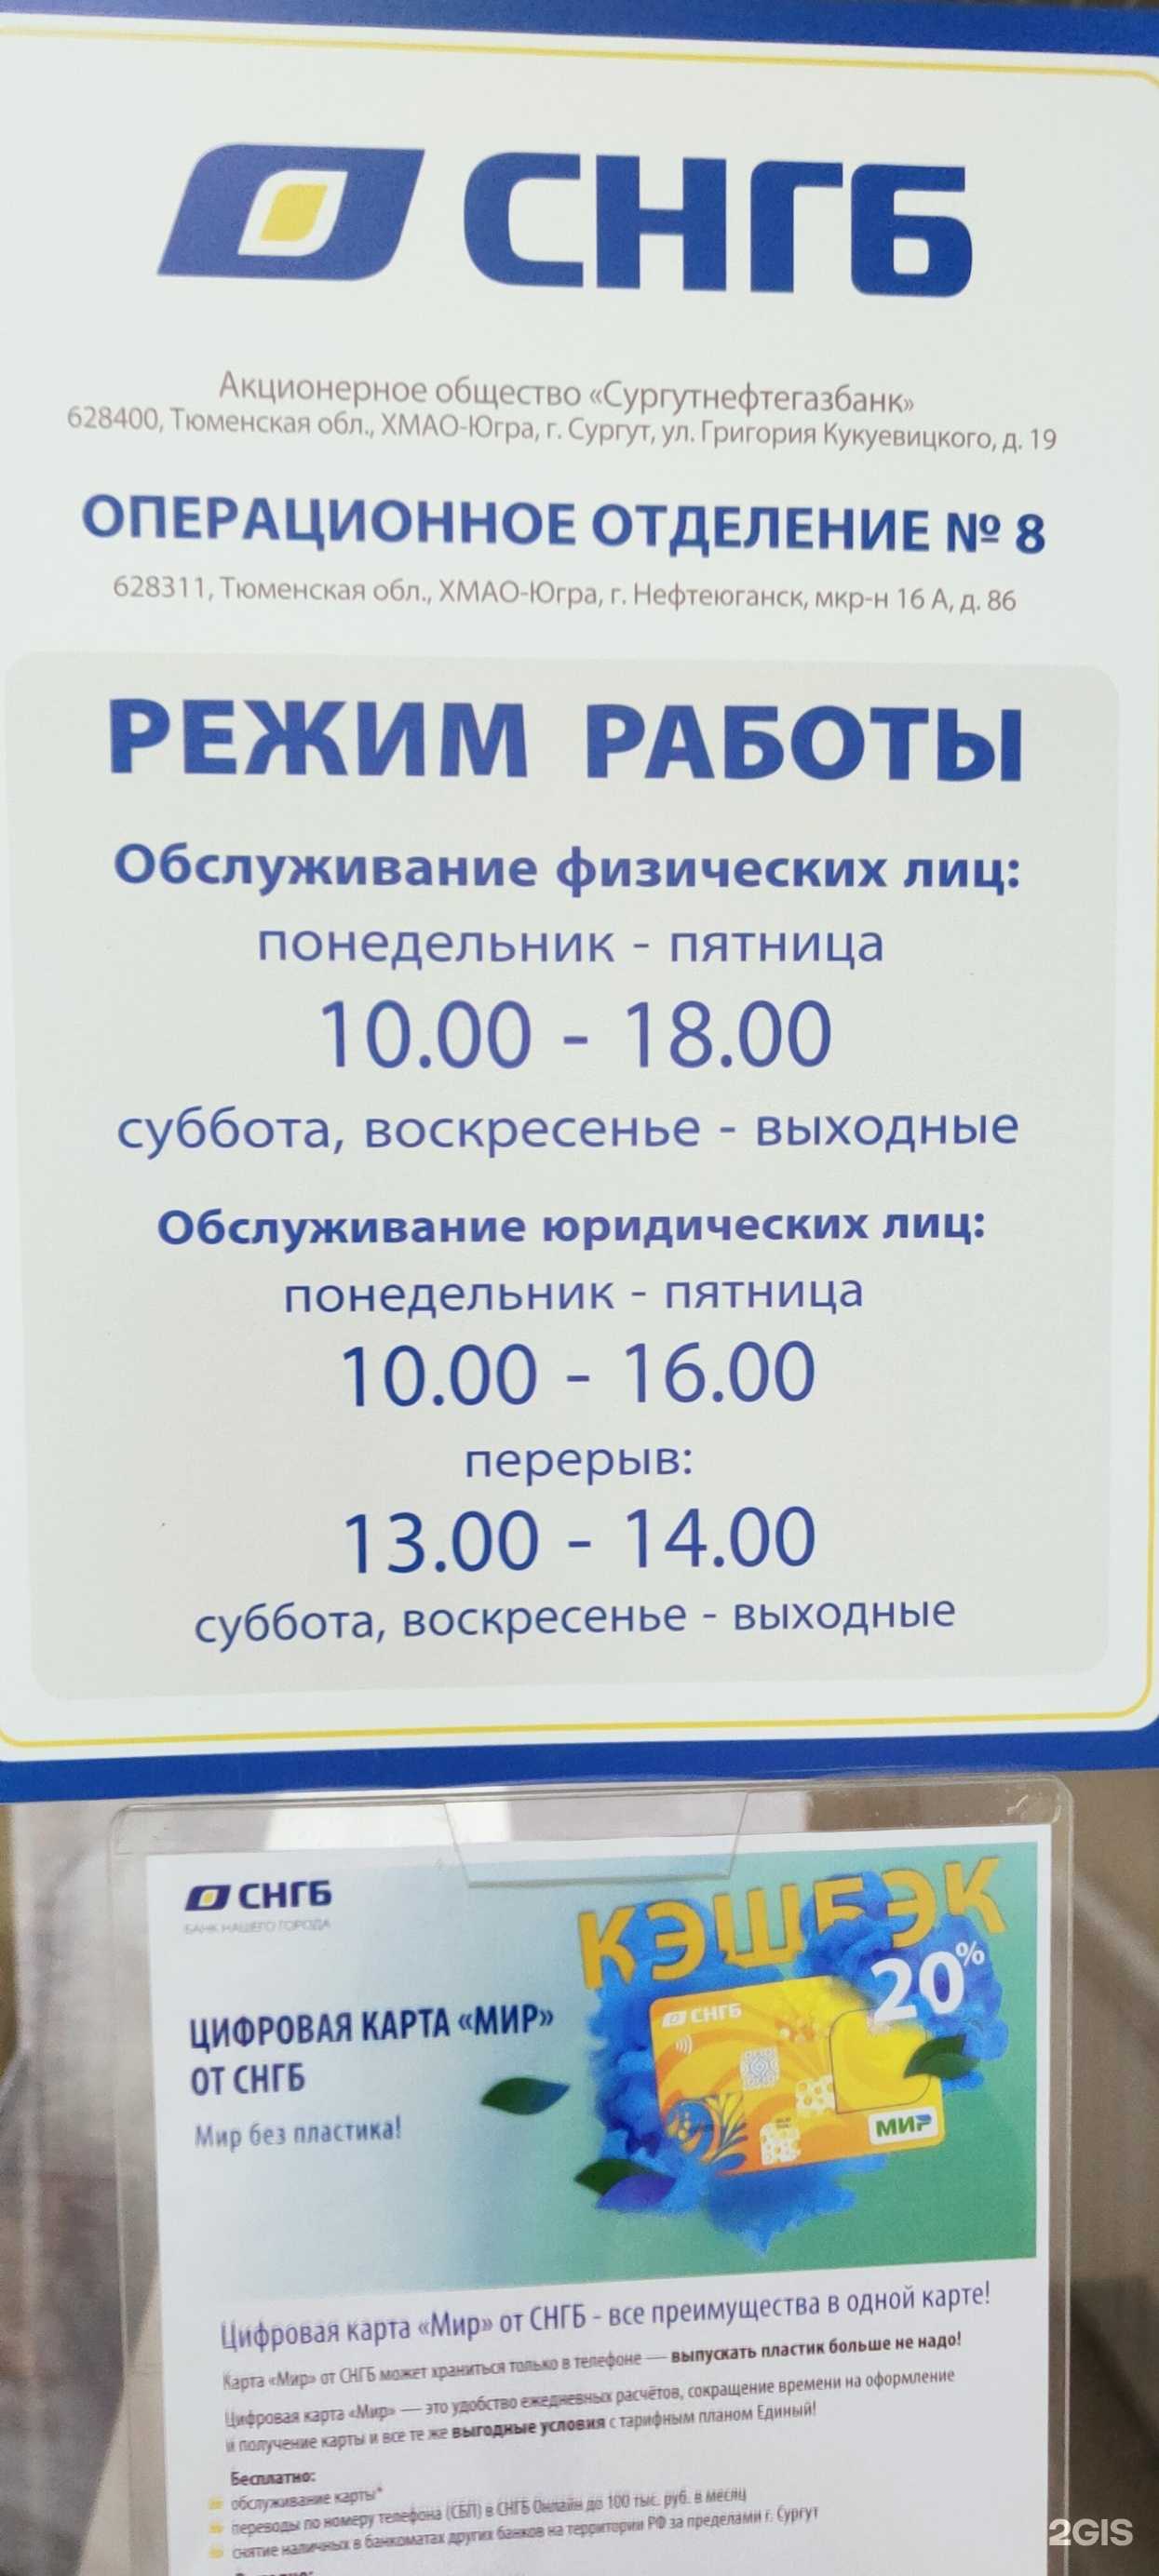 СНГБ
Акционерное общество «Сургутнефтегазбанк»
628400, Тюменская обл., ХМАО-Югра, г. Сургут, ул. Григория Кукуевицкого, д. 19
ОПЕРАЦИОННОЕ ОТДЕЛЕНИЕ № 8
628311, Тюменская обл., ХМАО-Югра, г. Нефтеюганск, мкр-н 16 А, д. 86
РЕЖИМ РАБОТЫ
Обслуживание физических лиц:
понедельник - пятница
10.00 - 18.00
суббота, воскресенье - выходные
Обслуживание юридических лиц:
понедельник - пятница
10.00 - 16.00
перерыв:
13.00 - 14.00
суббота, воскресенье - выходные
СНГБ
БАНК НАШЕГО ГОРОДА
КЭШБЭК
20%
СНГБ
МИР
ЦИФРОВАЯ КАРТА «МИР»
ОТ СНГБ
Мир без пластика!
Цифровая карта «Мир» от СНГБ - все преимущества в одной карте!
Карта «Мир» от СНГБ может храниться только в телефоне — выпускать пластик больше не надо!
Цифровая карта «Мир» — это удобство ежедневных расчётов, сокращение времени на оформление
и получение карты и все те же выгодные условия с тарифным планом Единый!
Бесплатно:
обслуживание карты*
переводы по номеру телефона (СБП) в СНГБ Онлайн до 100 тыс. руб. в месяц
снятие наличных в банкоматах других банков на территории РФ за пределами г. Сургут
2GIS